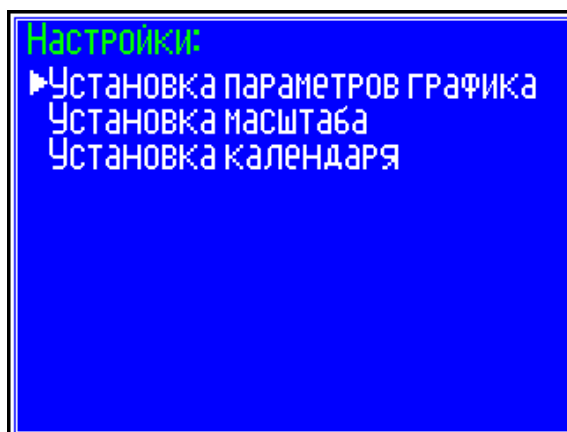 Настройки:
Установка параметров графика
Установка масштаба
Установка календаря